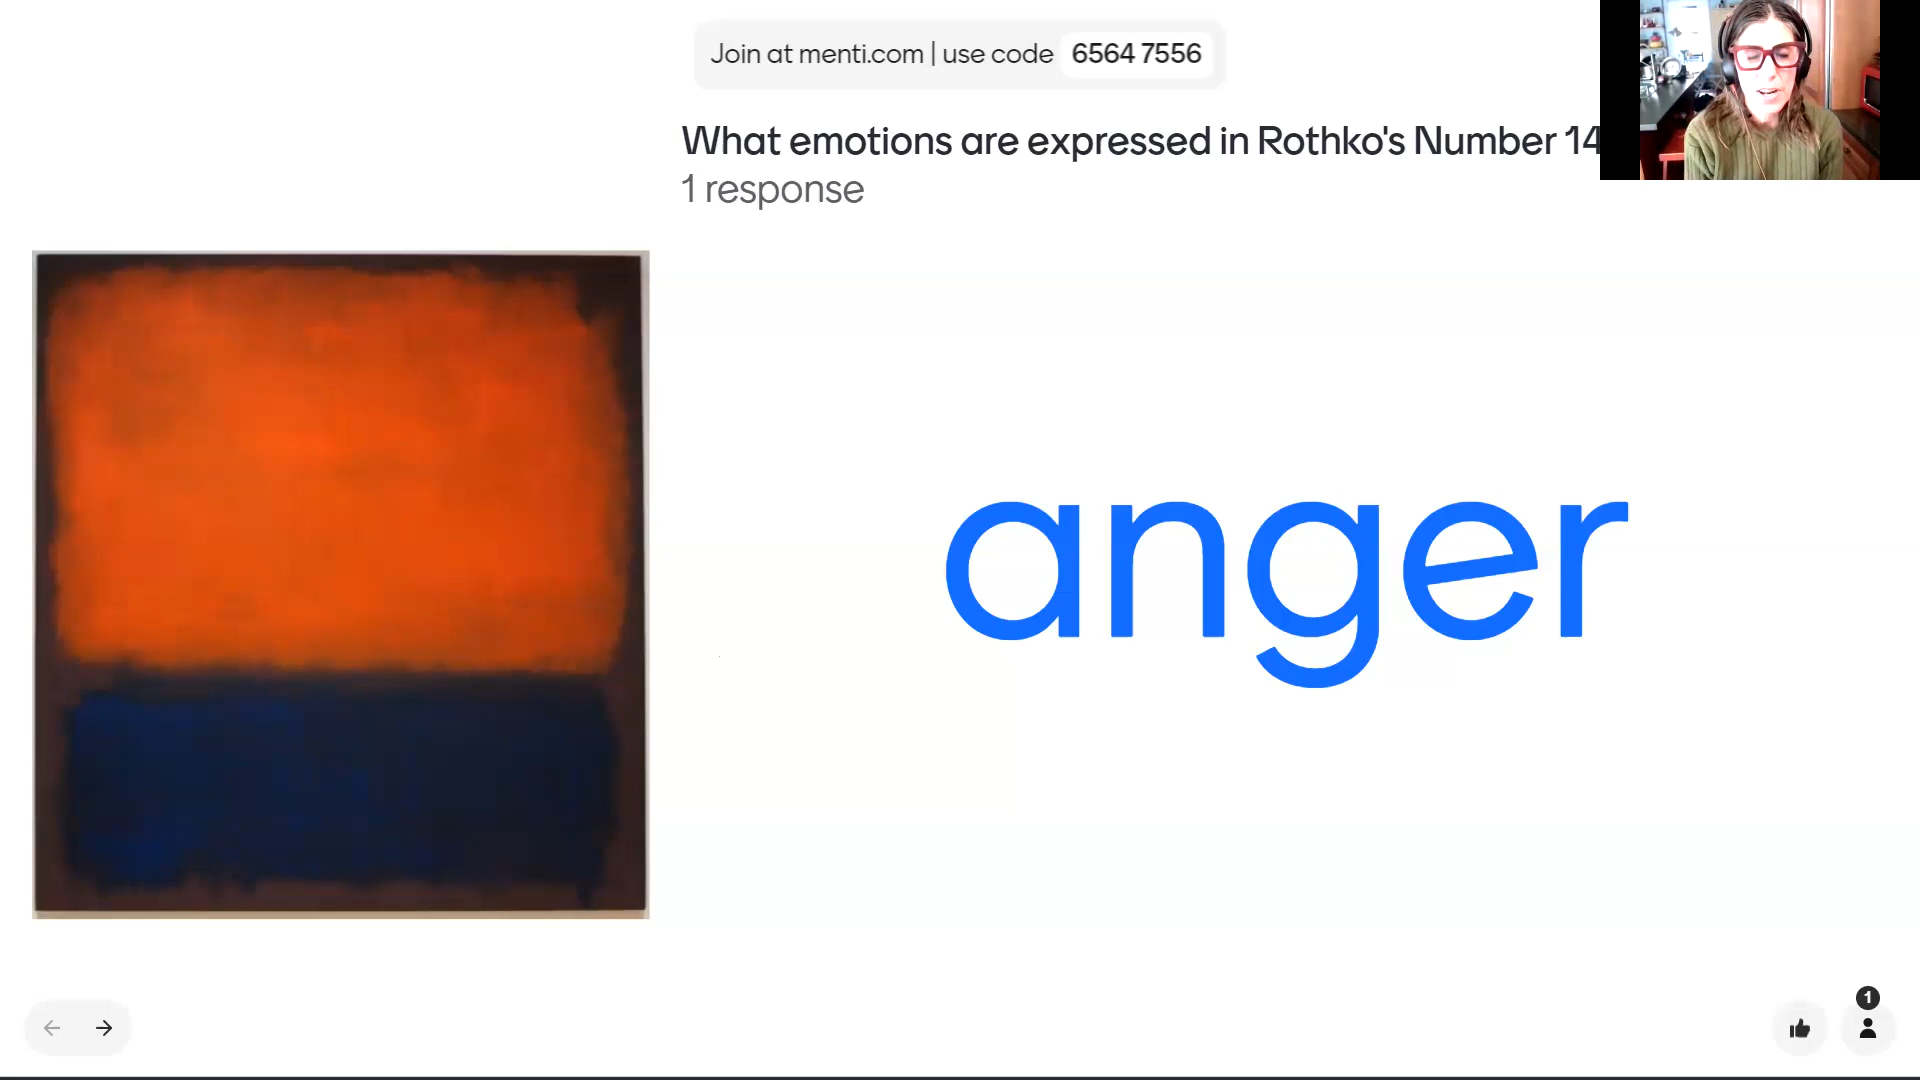 Join at menti.com | use code 6564 7556
What emotions are expressed in Rothko's Number 14
1 response
anger
1